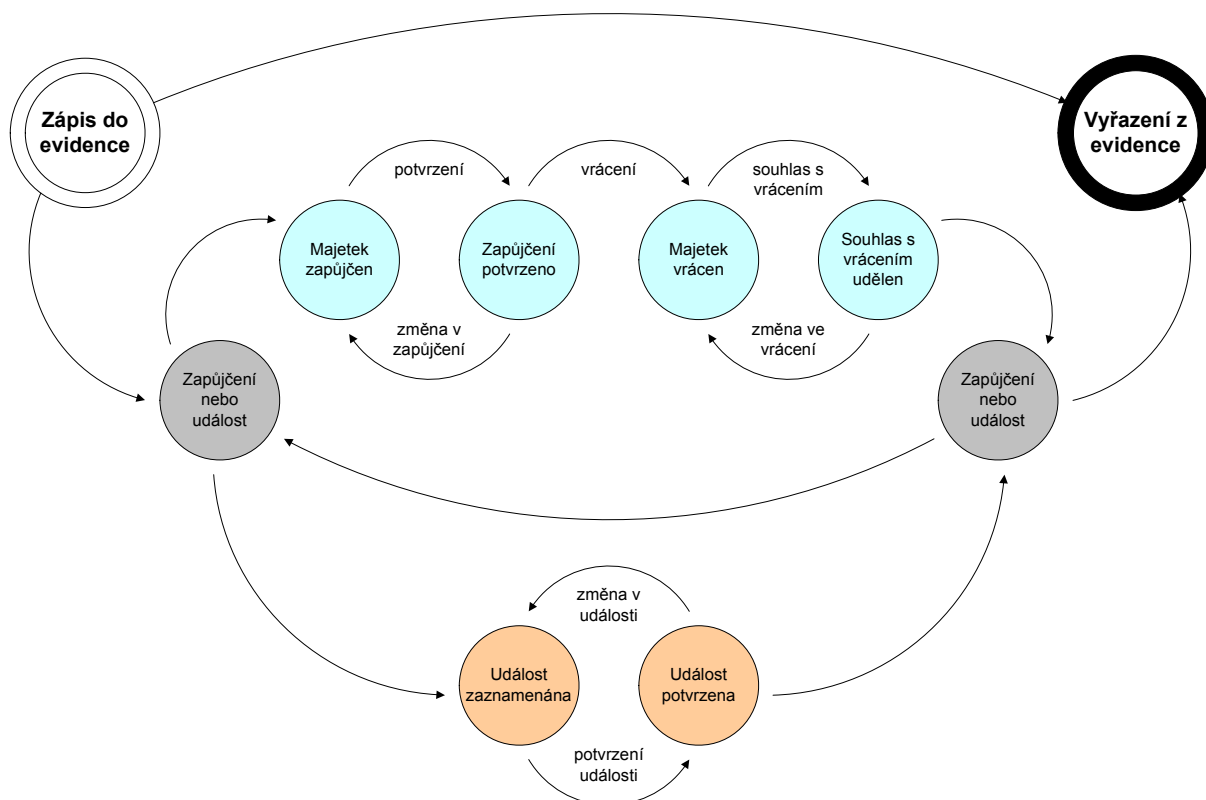 Zápis do
evidence
Vyřazení z
evidence
potvrzení
vrácení
souhlas s
vrácením
Majetek
zapůjčen
Zapůjčení
potvrzeno
Majetek
vrácen
Souhlas s
vrácením
udělen
změna v
zapůjčení
změna ve
vrácení
Zapůjčení
nebo
událost
Zapůjčení
nebo
událost
změna v
události
Událost
zaznamenána
Událost
potvrzena
potvrzení
události